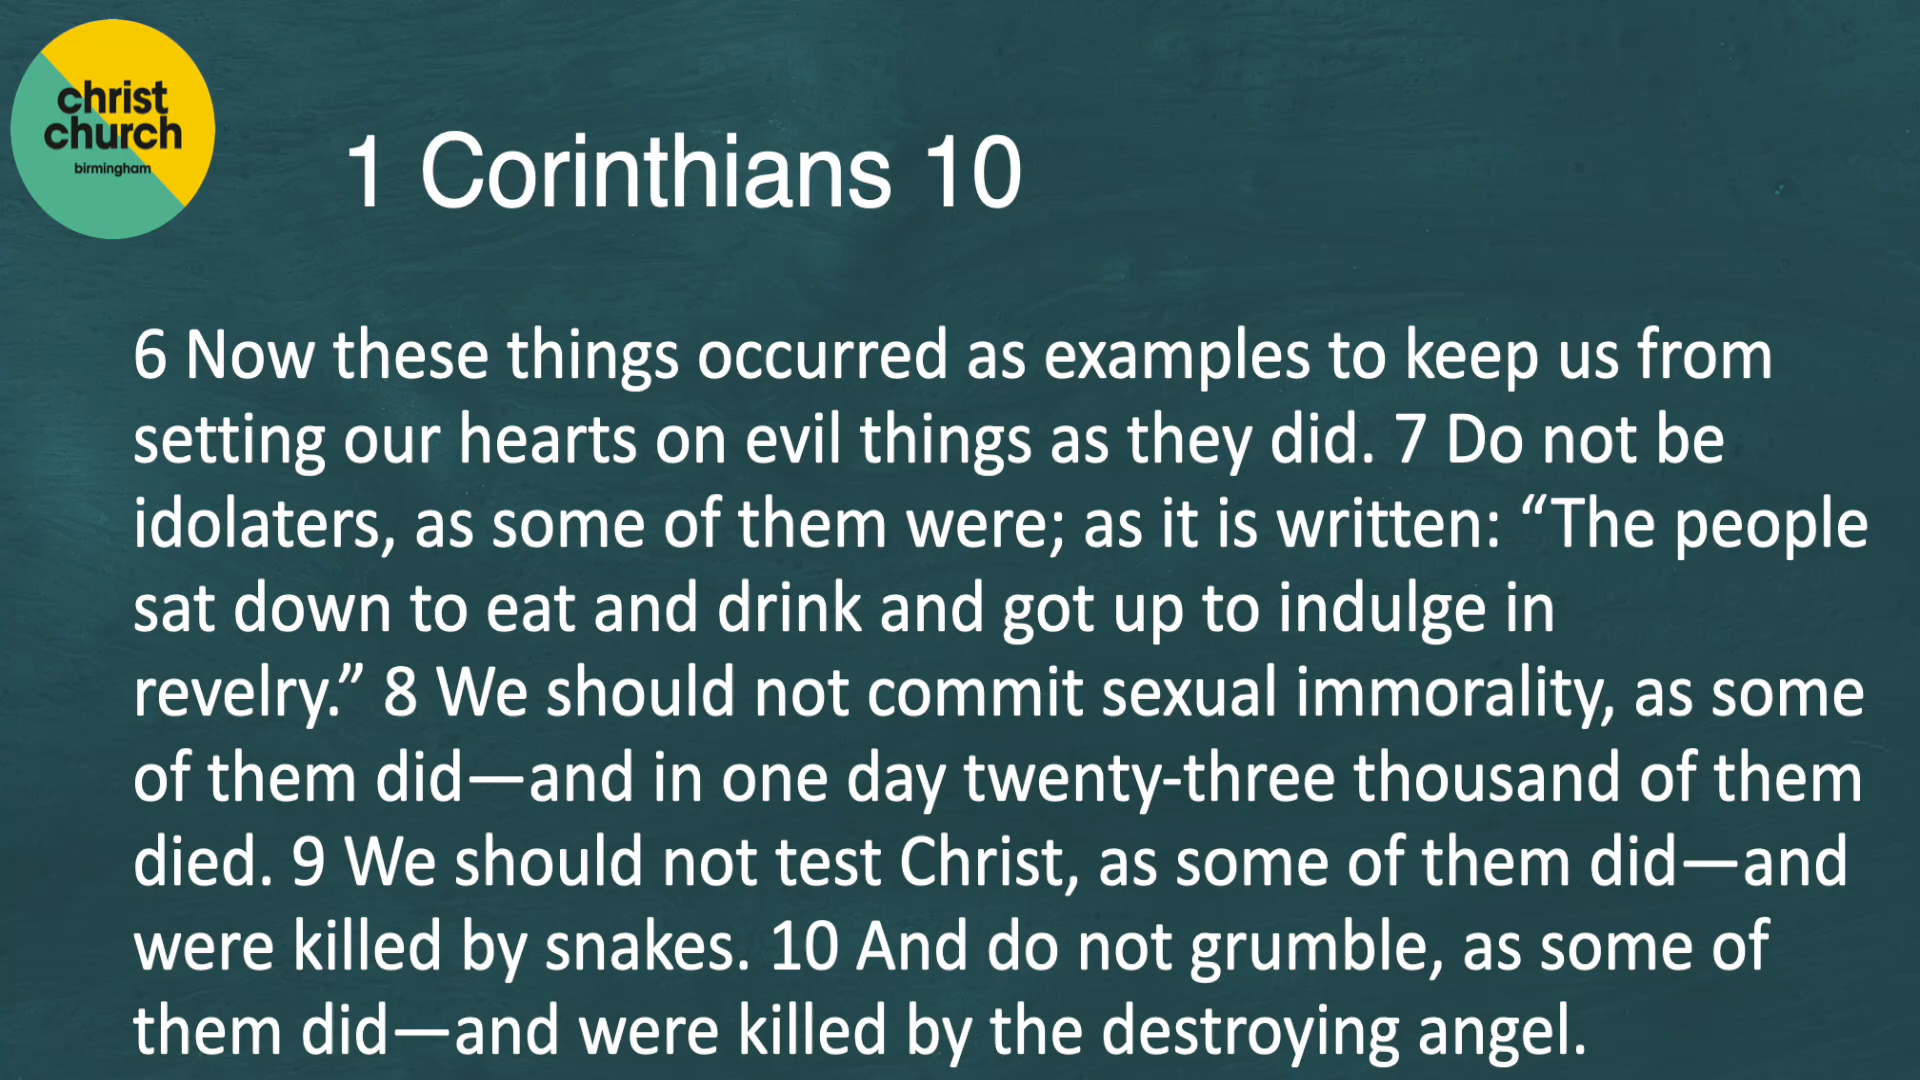 christ
church
birmingham
1 Corinthians 10
6 Now these things occurred as examples to keep us from
setting our hearts on evil things as they did. 7 Do not be
idolaters, as some of them were; as it is written: “The people
sat down to eat and drink and got up to indulge in
revelry.” 8 We should not commit sexual immorality, as some
of them did—and in one day twenty-three thousand of them
died. 9 We should not test Christ, as some of them did—and
were killed by snakes. 10 And do not grumble, as some of
them did—and were killed by the destroying angel.